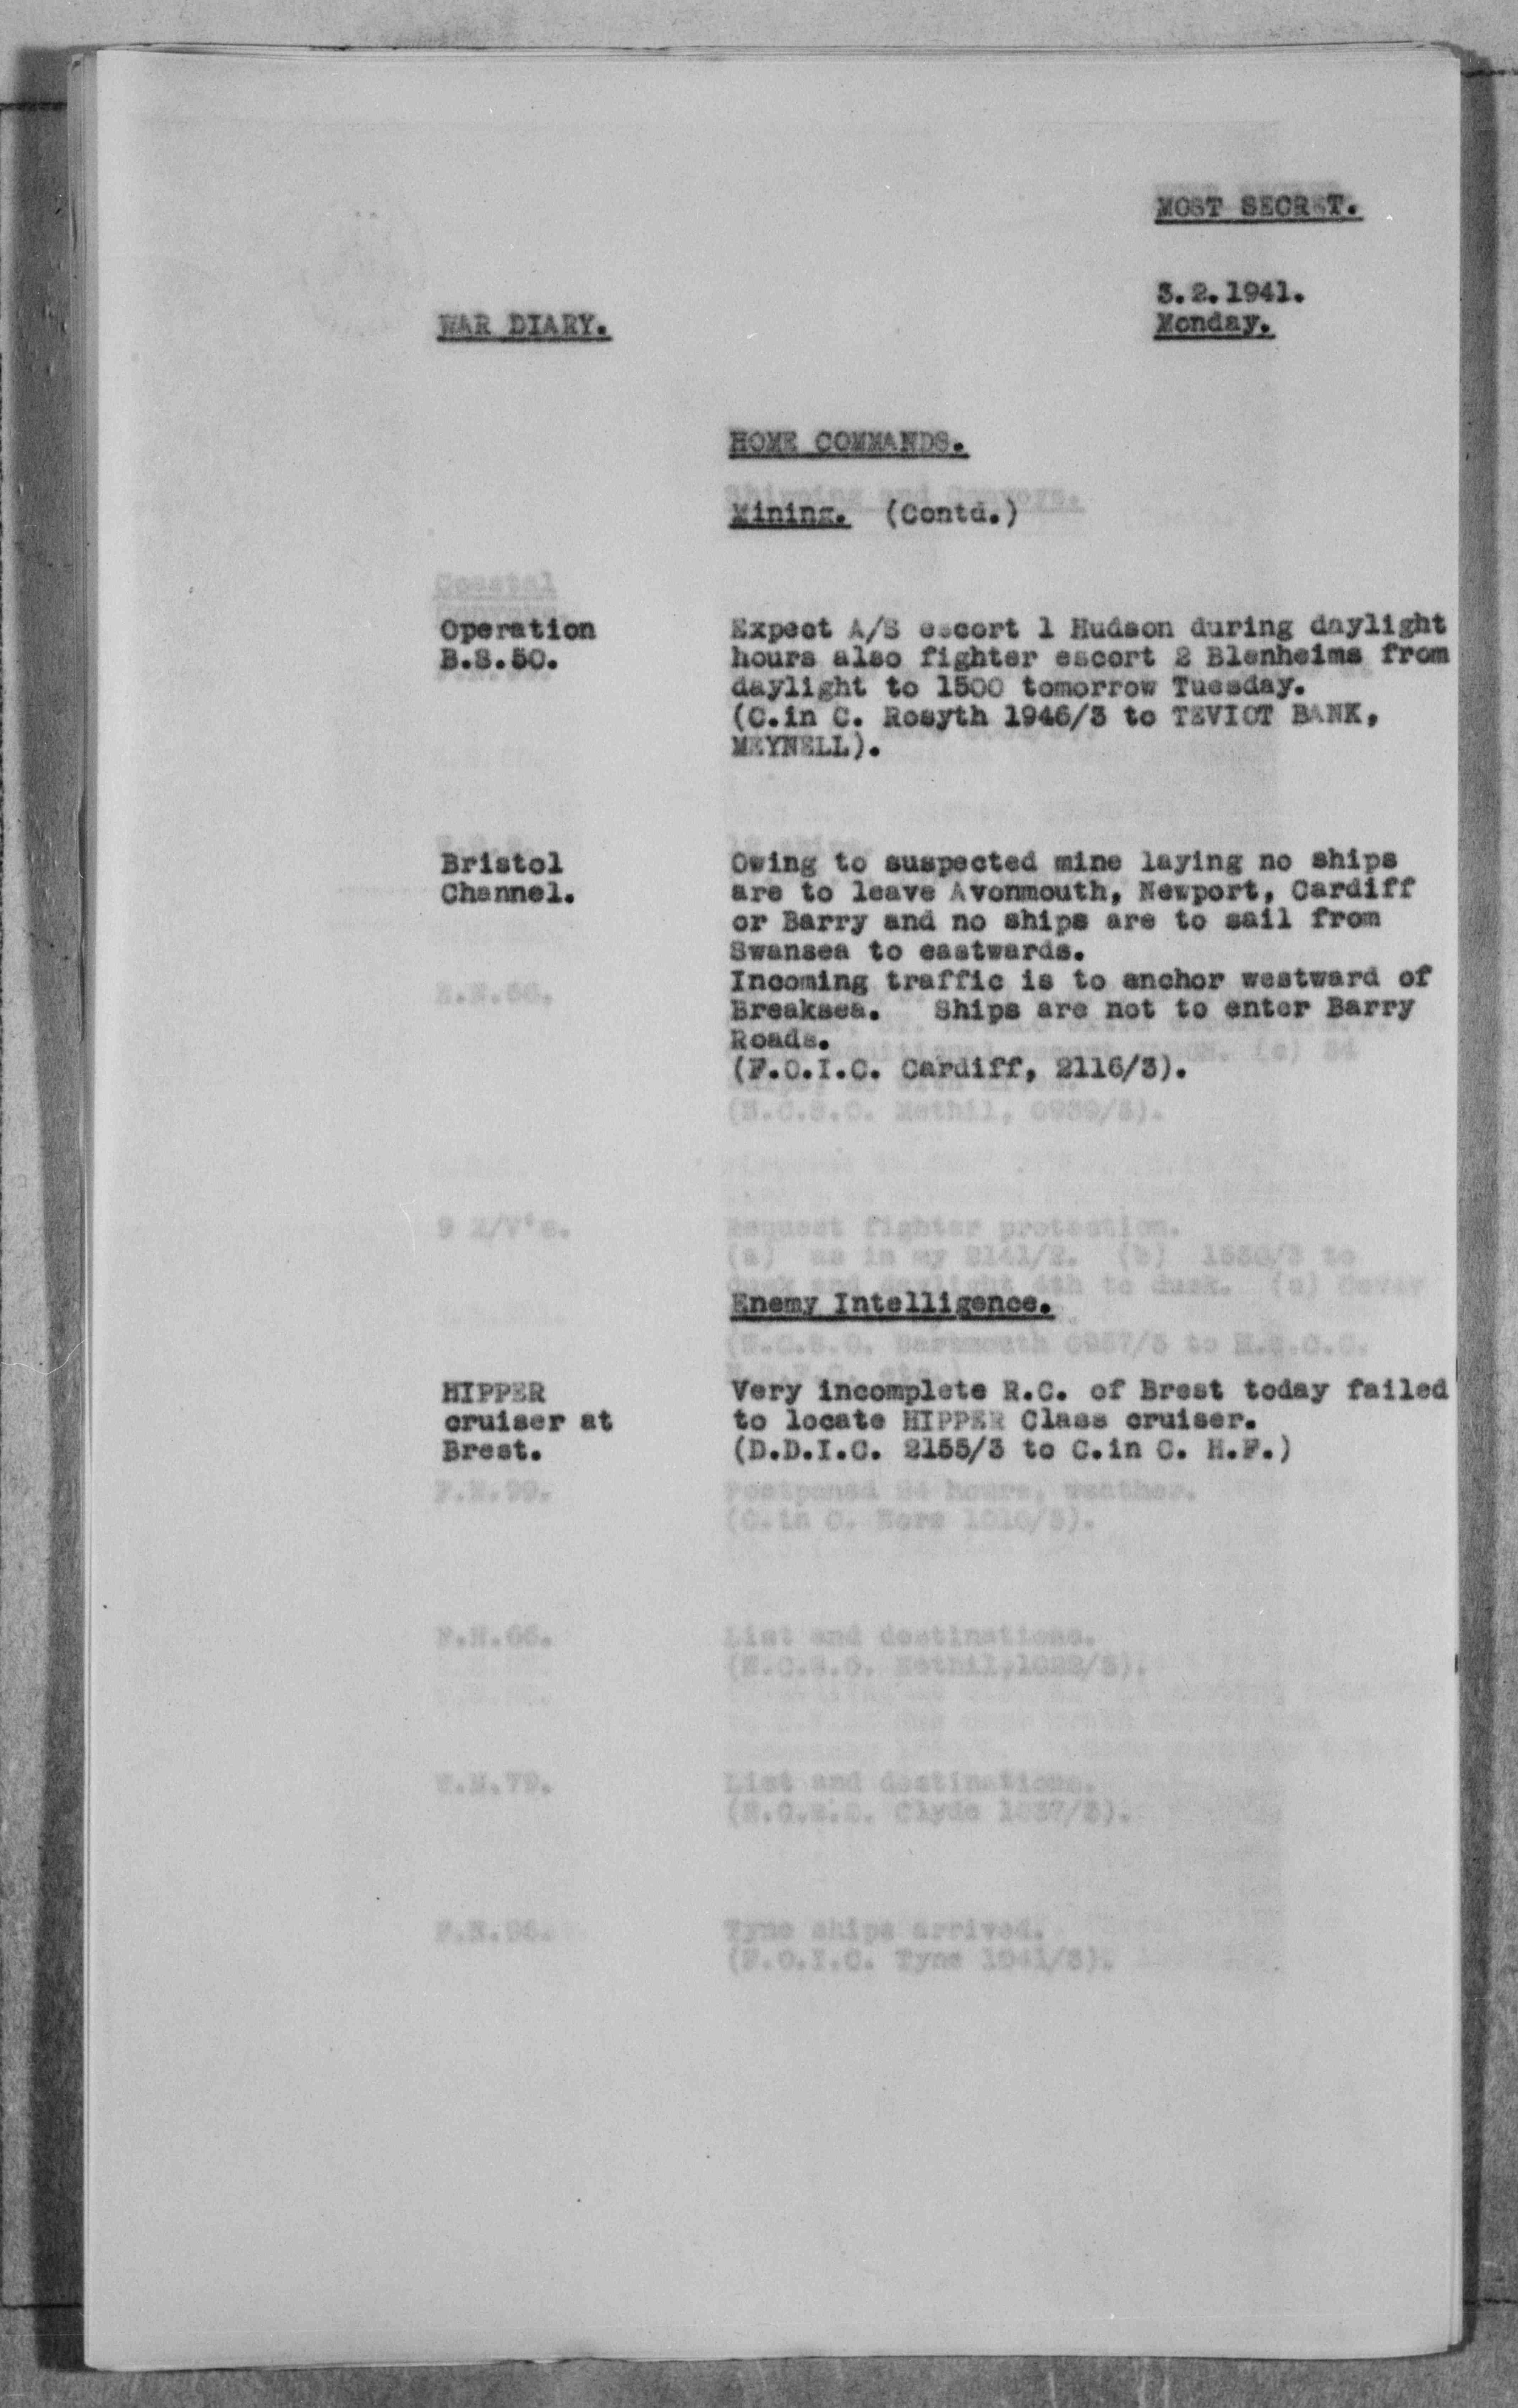 MOST SECRET.
3.2.1941.
WAR DIARY.
Monday.
HOME COMMANDS.
Mining. (Contd.)
Operation
B.S.50.
Expect A/S escort 1 Hudson during daylight
hours also fighter escort 2 Blenheims from
daylight to 1500 tomorrow Tuesday.
(C.in C. Rosyth 1946/3 to TEVIOT BANK,
MEYNELL).
Bristol
Channel.
Owing to suspected mine laying no ships
are to leave Avonmouth, Newport, Cardiff
or Barry and no ships are to sail from
Swansea to eastwards.
Incoming traffic is to anchor westward of
Breaksea. Ships are not to enter Barry
Roads.
(F.O.I.C. Cardiff, 2116/3).
Enemy Intelligence.
HIPPER
cruiser at
Brest.
Very incomplete R.C. of Brest today failed
to locate HIPPER Class cruiser.
(D.D.I.C. 2155/3 to C.in C. H.F.)